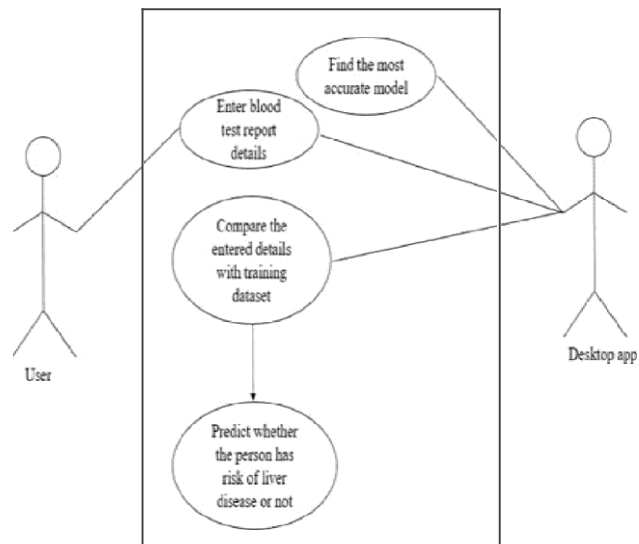 Find the most
accurate model
Enter blood
test report
details
Compare the
entered details
with training
dataset
User
Desktop app
Predict whether
the person has
risk of liver
disease or not